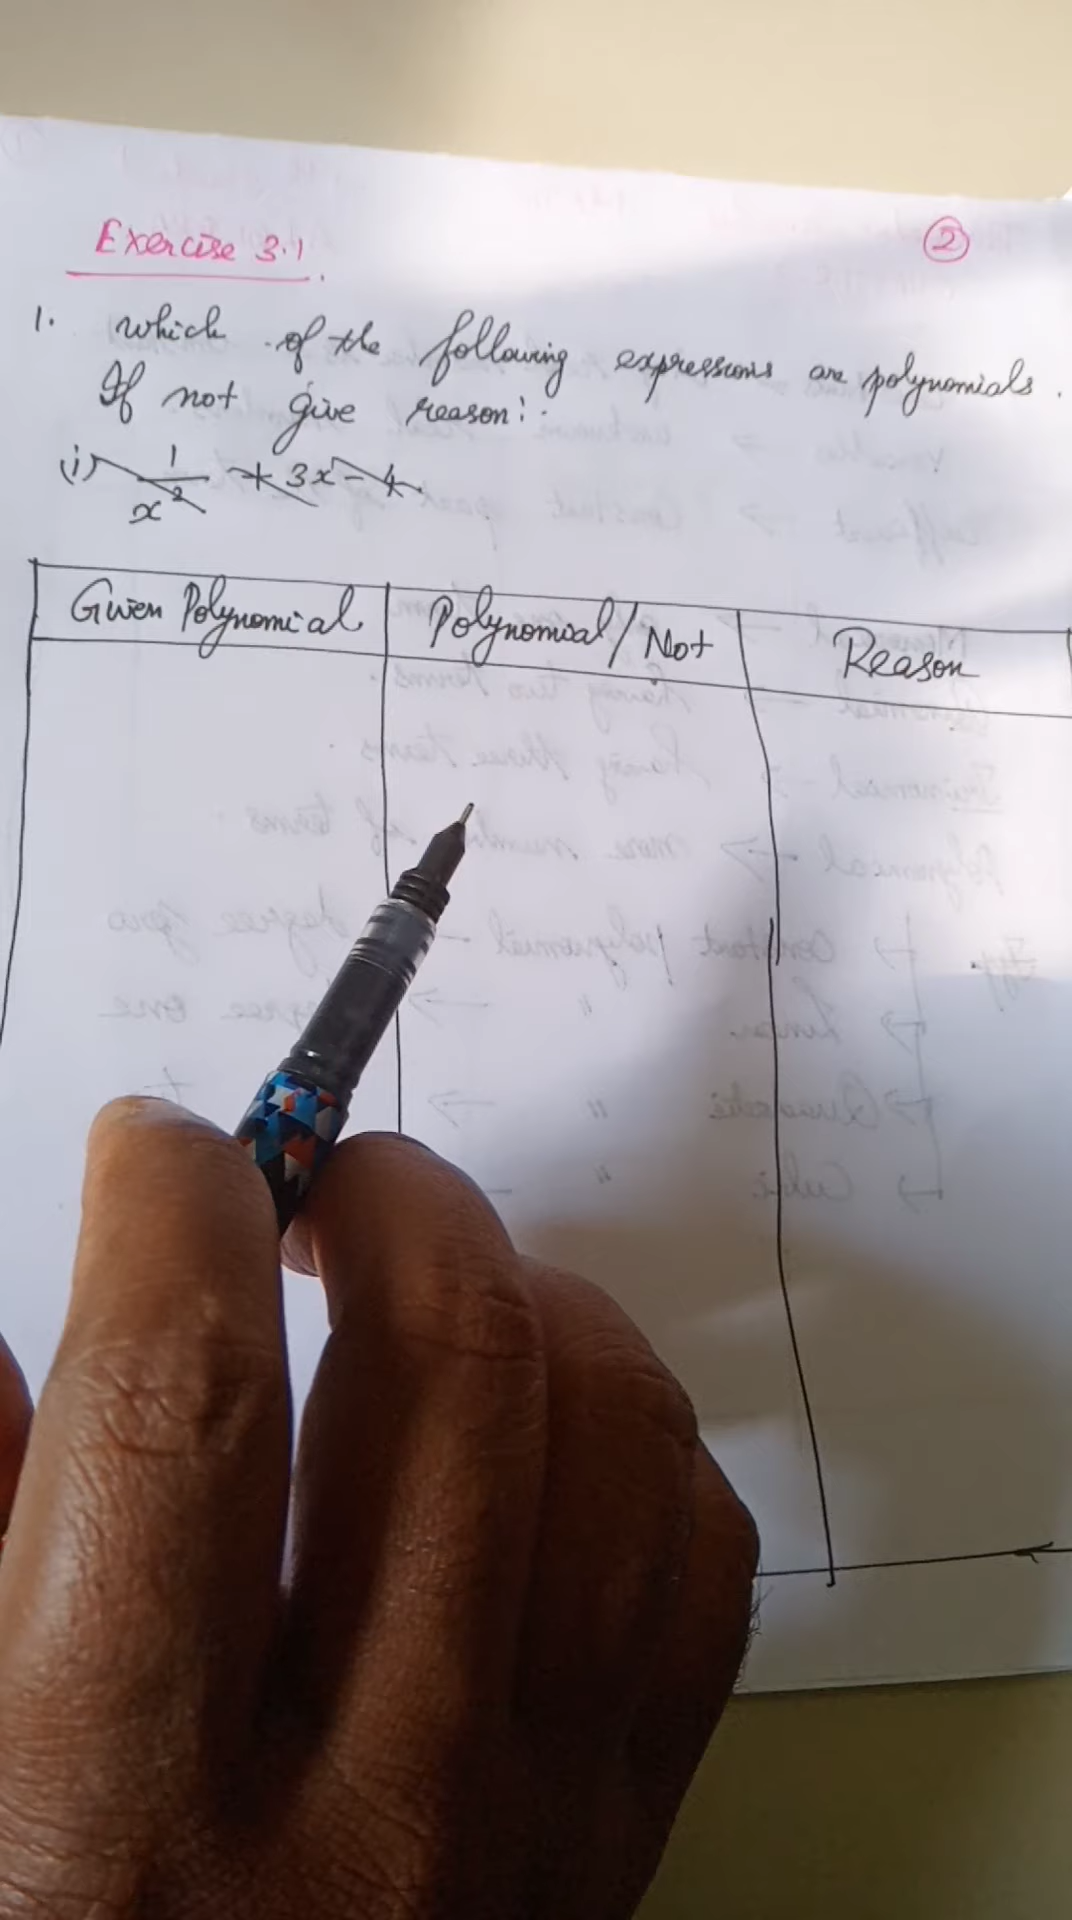 Exercise 3.1
2
1. which of the following expressions are polynomials.
If not give reason:
(i) 1/x² + 3x - 4
Given Polynomial Polynomial/Not Reason